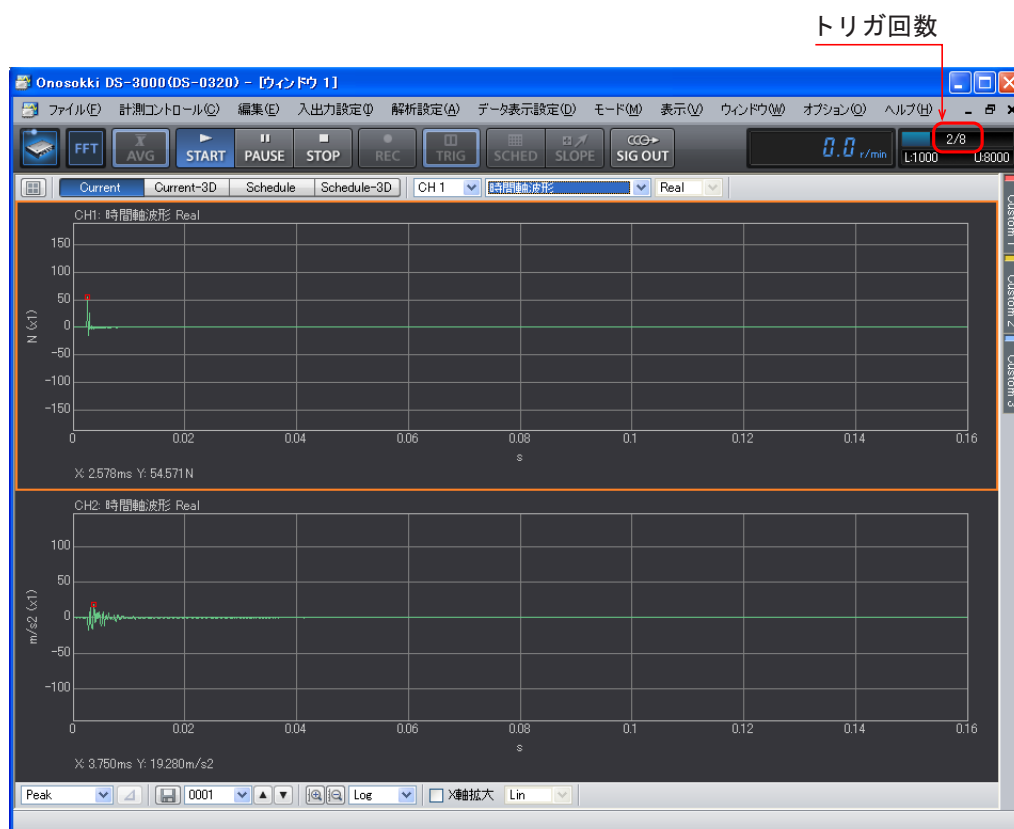 トリガ回数
Onosokki DS-3000(DS-0320) - [ウィンドウ 1]
ファイル(F) 計測コントロール(C) 編集(E) 入出力設定(I) 解析設定(A) データ表示設定(D) モード(M) 表示(V) ウィンドウ(W) オプション(O) ヘルプ(H)
FFT AVG START PAUSE STOP REC TRIG SCHED SLOPE SIG OUT 0.0 r/min 2/8
L:1000 U:8000
Current Current-3D Schedule Schedule-3D CH 1 時間軸波形 Real
Custom 1
Custom 2
Custom 3
CH1: 時間軸波形 Real
150
100
50
0
-50
-100
-150
N (x1)
0 0.02 0.04 0.06 0.08 0.1 0.12 0.14 0.16
s
X: 2.578ms Y: 54.571N
CH2: 時間軸波形 Real
100
50
0
-50
-100
m/s2 (x1)
0 0.02 0.04 0.06 0.08 0.1 0.12 0.14 0.16
s
X: 3.750ms Y: 19.280m/s2
Peak 0001 Log X軸拡大 Lin